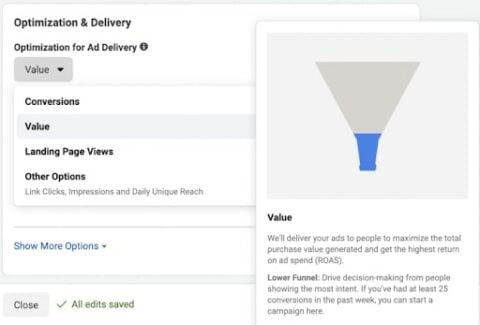 Optimization & Delivery
Optimization for Ad Delivery
Value
Conversions
Value
Landing Page Views
Other Options
Link Clicks, Impressions and Daily Unique Reach
Show More Options
Close
All edits saved
Value
We'll deliver your ads to people to maximize the total
purchase value generated and get the highest return
on ad spend (ROAS).
Lower Funnel: Drive decision-making from people
showing the most intent. If you've had at least 25
conversions in the past week, you can start a
campaign here.